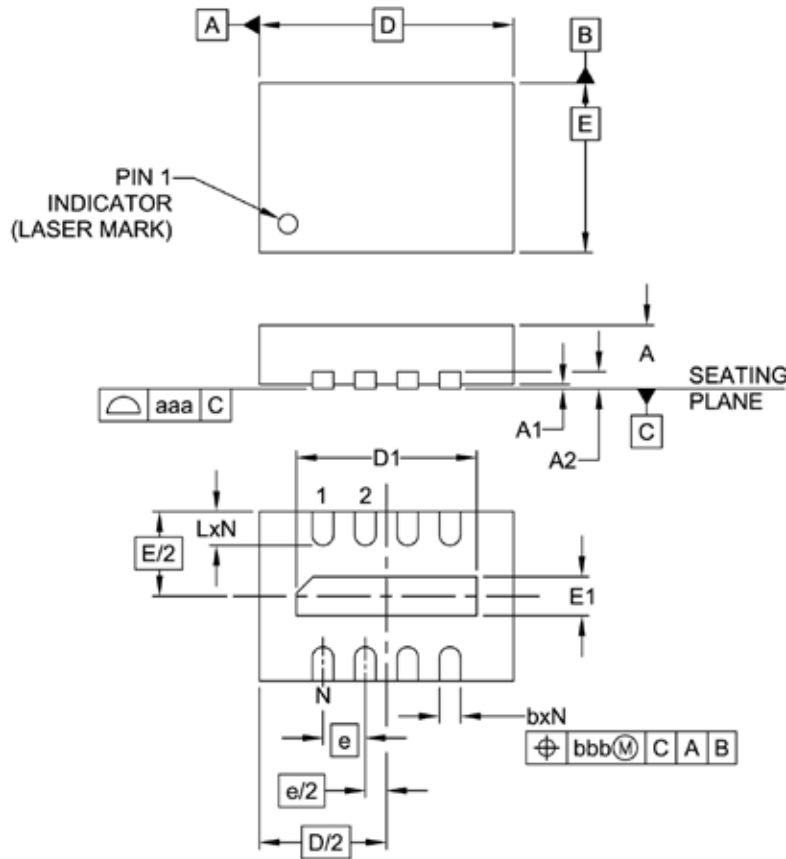 A
D
B
E
PIN 1
INDICATOR
(LASER MARK)
A
SEATING
PLANE
aaa C
A1
C
A2
D1
1 2
LxN
E/2
E1
N
bxN
e
bbbⓂ C A B
e/2
D/2